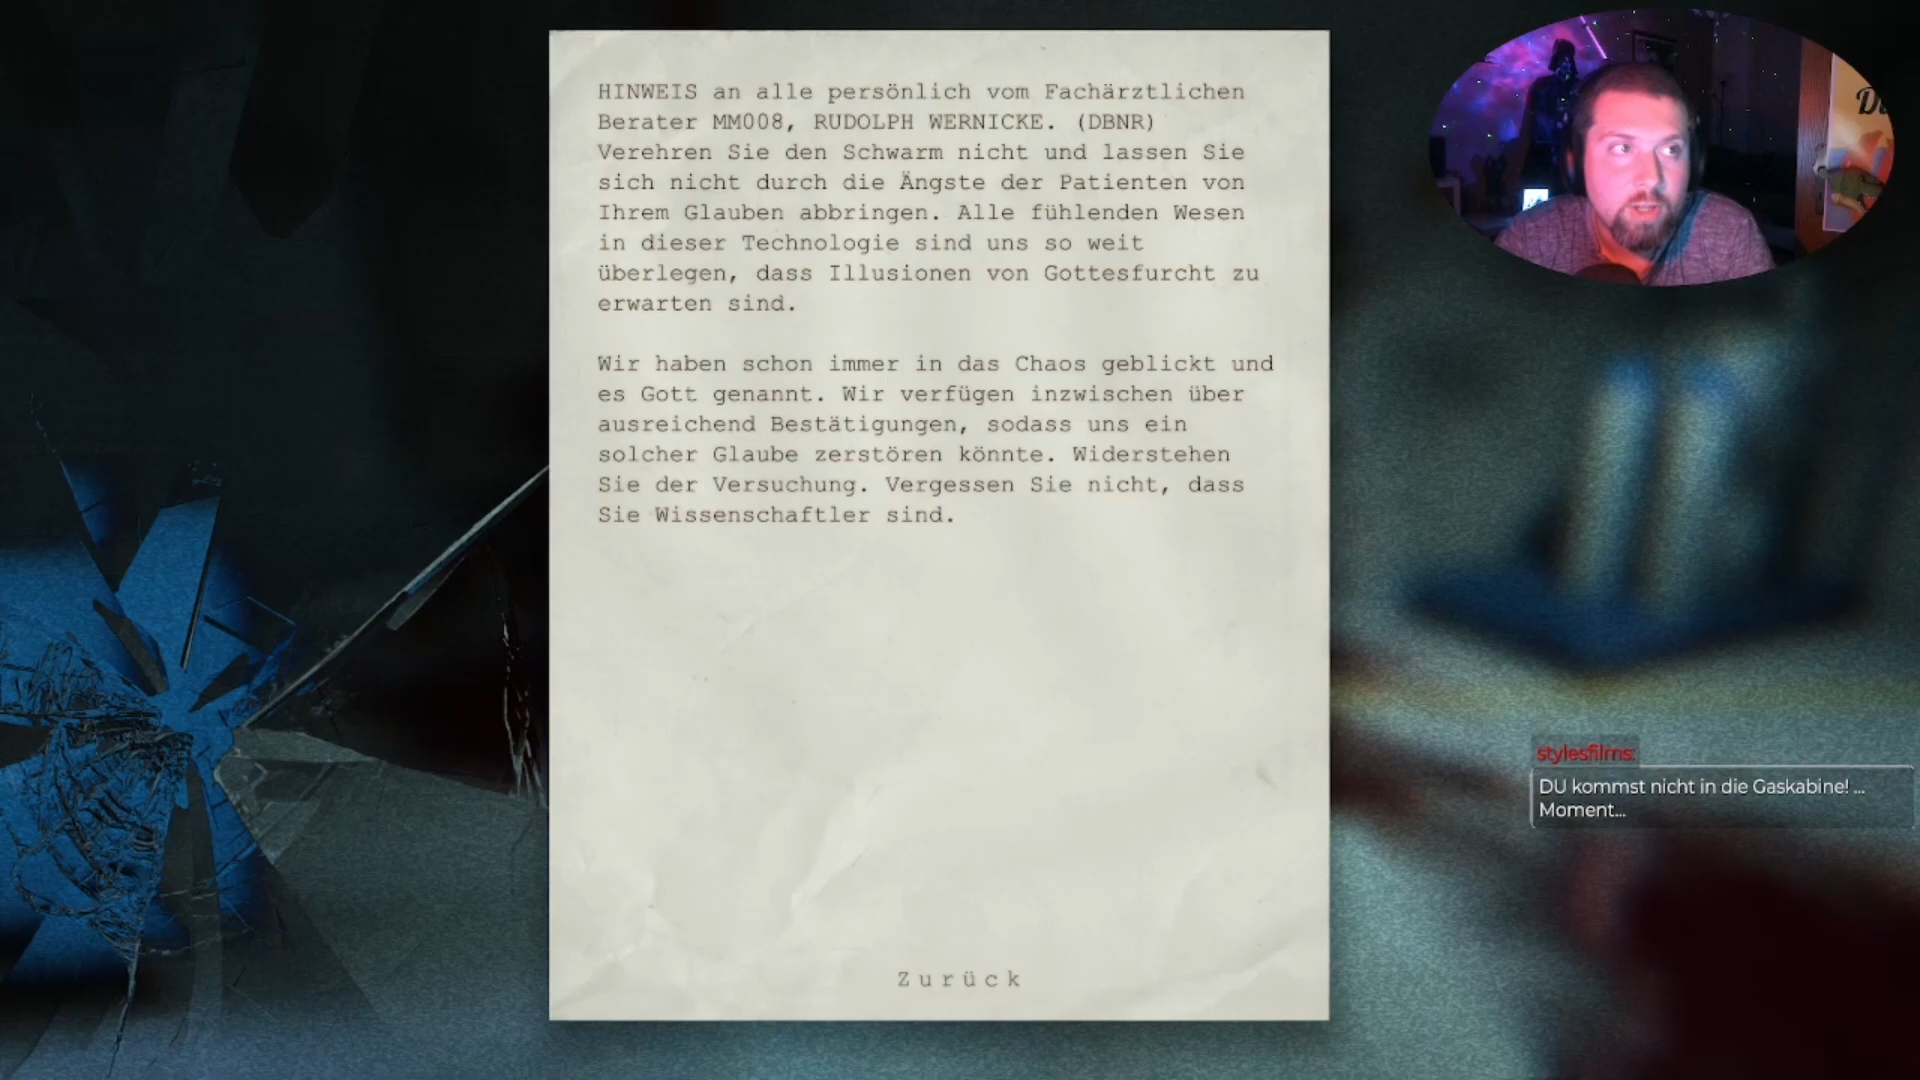 HINWEIS an alle persönlich vom Fachärztlichen
Berater MM008, RUDOLPH WERNICKE. (DBNR)
Verehren Sie den Schwarm nicht und lassen Sie
sich nicht durch die Ängste der Patienten von
Ihrem Glauben abbringen. Alle fühlenden Wesen
in dieser Technologie sind uns so weit
überlegen, dass Illusionen von Gottesfurcht zu
erwarten sind.
Wir haben schon immer in das Chaos geblickt und
es Gott genannt. Wir verfügen inzwischen über
ausreichend Bestätigungen, sodass uns ein
solcher Glaube zerstören könnte. Widerstehen
Sie der Versuchung. Vergessen Sie nicht, dass
Sie Wissenschaftler sind.
Zurück
stylesfilms:
DU kommst nicht in die Gaskabine! ...
Moment...